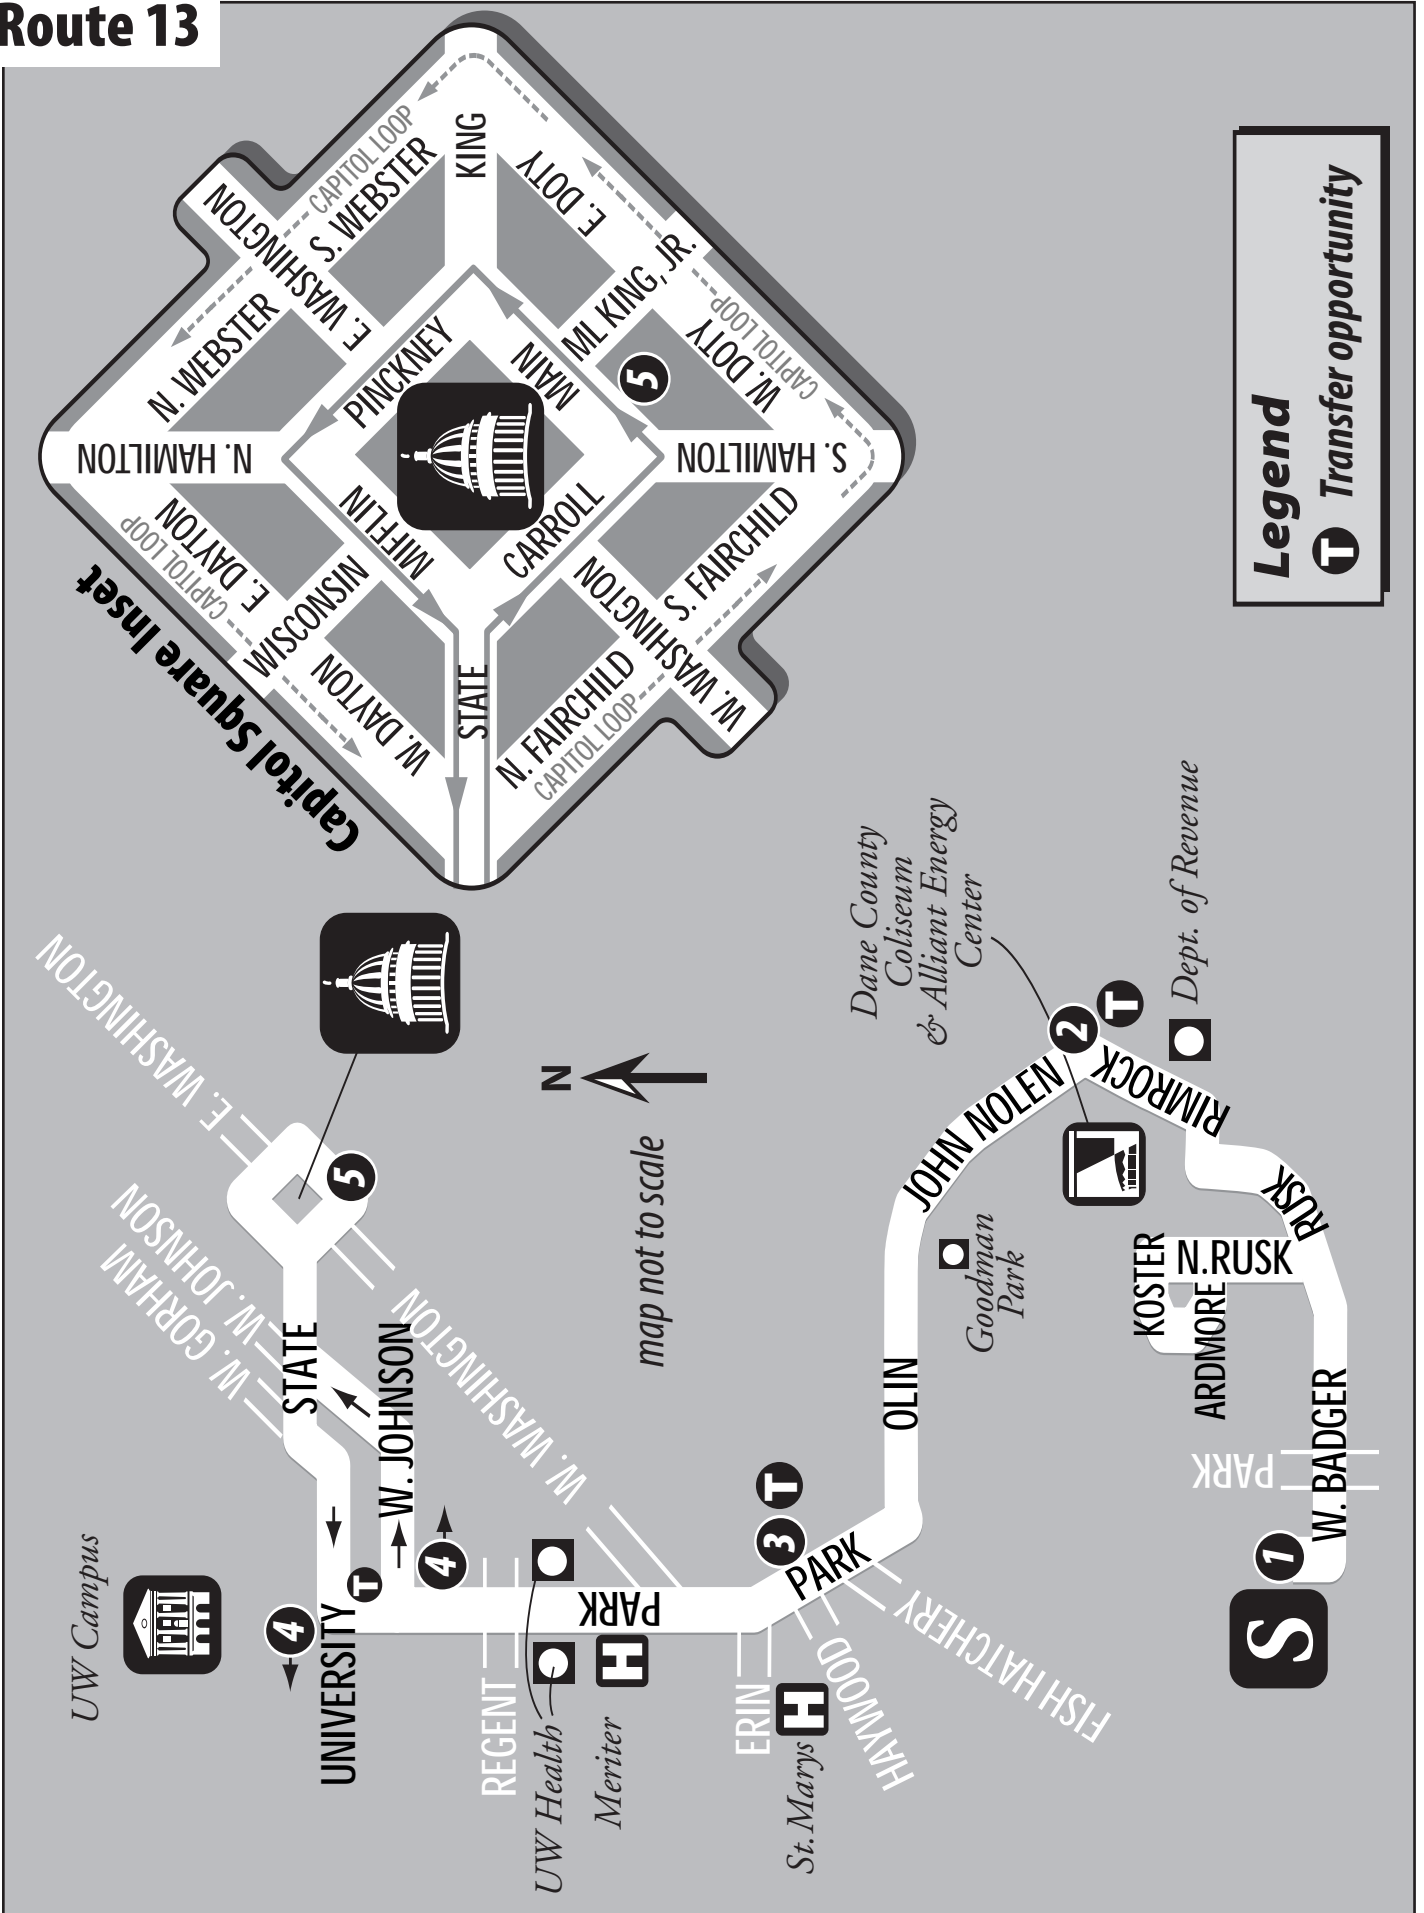 Route 13
Capitol Square Inset
KING
CAPITOL LOOP
S. WEBSTER
E. WASHINGTON
N. WEBSTER
E. DOTY
ML KING, JR.
PINCKNEY
MAIN
5
W. DOTY
CAPITOL LOOP
N. HAMILTON
S. HAMILTON
MIFFLIN
CARROLL
E. DAYTON
CAPITOL LOOP
WISCONSIN
W. DAYTON
STATE
S. FAIRCHILD
W. WASHINGTON
N. FAIRCHILD
CAPITOL LOOP
Legend
T Transfer opportunity
E. WASHINGTON
5
W. JOHNSON
W. GORHAM
STATE
W. JOHNSON
W. WASHINGTON
N
map not to scale
UW Campus
4
UNIVERSITY
T
4
REGENT
UW Health
PARK
H
Meriter
ERIN
H
St. Marys
HAYWOOD
FISH HATCHERY
3
T
PARK
OLIN
JOHN NOLEN
Goodman
Park
Dane County
Coliseum
& Alliant Energy
Center
2
T
RIMROCK
Dept. of Revenue
RUSK
N.RUSK
KOSTER
ARDMORE
PARK
W. BADGER
1
S